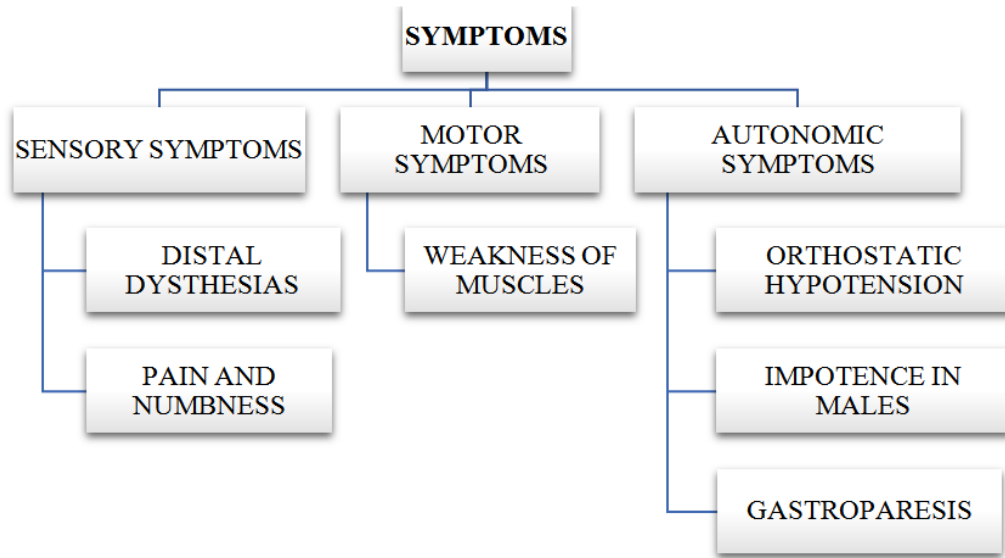 SYMPTOMS
SENSORY SYMPTOMS
DISTAL
DYSTHESIAS
PAIN AND
NUMBNESS
MOTOR
SYMPTOMS
WEAKNESS OF
MUSCLES
AUTONOMIC
SYMPTOMS
ORTHOSTATIC
HYPOTENSION
IMPOTENCE IN
MALES
GASTROPARESIS